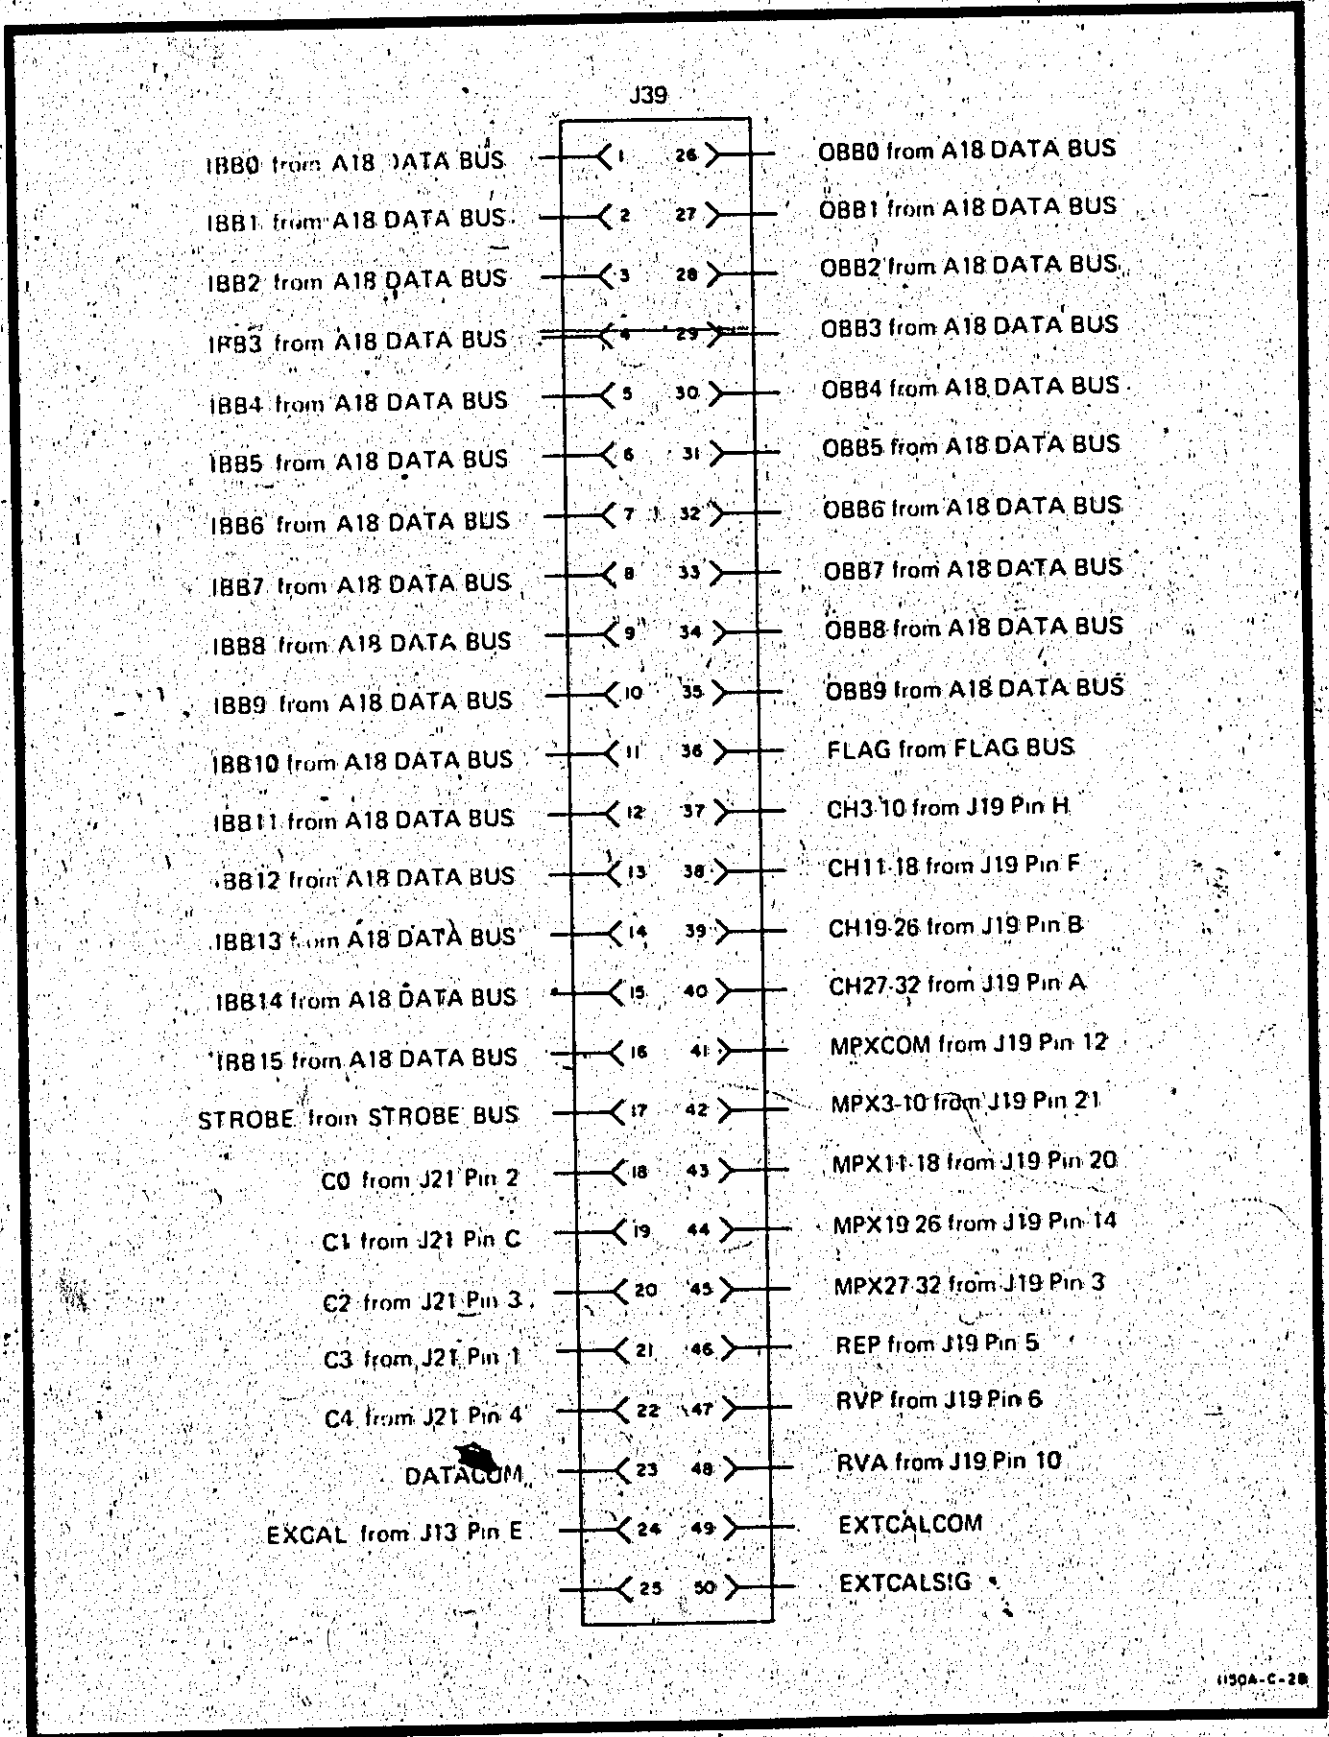 J39
IBB0 from A18 DATA BUS 1 26 OBB0 from A18 DATA BUS
IBB1 from A18 DATA BUS 2 27 OBB1 from A18 DATA BUS
IBB2 from A18 DATA BUS 3 28 OBB2 from A18 DATA BUS
IBB3 from A18 DATA BUS 4 29 OBB3 from A18 DATA BUS
IBB4 from A18 DATA BUS 5 30 OBB4 from A18 DATA BUS
IBB5 from A18 DATA BUS 6 31 OBB5 from A18 DATA BUS
IBB6 from A18 DATA BUS 7 32 OBB6 from A18 DATA BUS
IBB7 from A18 DATA BUS 8 33 OBB7 from A18 DATA BUS
IBB8 from A18 DATA BUS 9 34 OBB8 from A18 DATA BUS
IBB9 from A18 DATA BUS 10 35 OBB9 from A18 DATA BUS
IBB10 from A18 DATA BUS 11 36 FLAG from FLAG BUS
IBB11 from A18 DATA BUS 12 37 CH3-10 from J19 Pin H
IBB12 from A18 DATA BUS 13 38 CH11-18 from J19 Pin F
IBB13 from A18 DATA BUS 14 39 CH19-26 from J19 Pin B
IBB14 from A18 DATA BUS 15 40 CH27-32 from J19 Pin A
IBB15 from A18 DATA BUS 16 41 MPXCOM from J19 Pin 12
STROBE from STROBE BUS 17 42 MPX3-10 from J19 Pin 21
C0 from J21 Pin 2 18 43 MPX11-18 from J19 Pin 20
C1 from J21 Pin C 19 44 MPX19-26 from J19 Pin 14
C2 from J21 Pin 3 20 45 MPX27-32 from J19 Pin 3
C3 from J21 Pin 1 21 46 REP from J19 Pin 5
C4 from J21 Pin 4 22 47 RVP from J19 Pin 6
DATACOM 23 48 RVA from J19 Pin 10
EXCAL from J13 Pin E 24 49 EXTCALCOM
25 50 EXTCALSIG